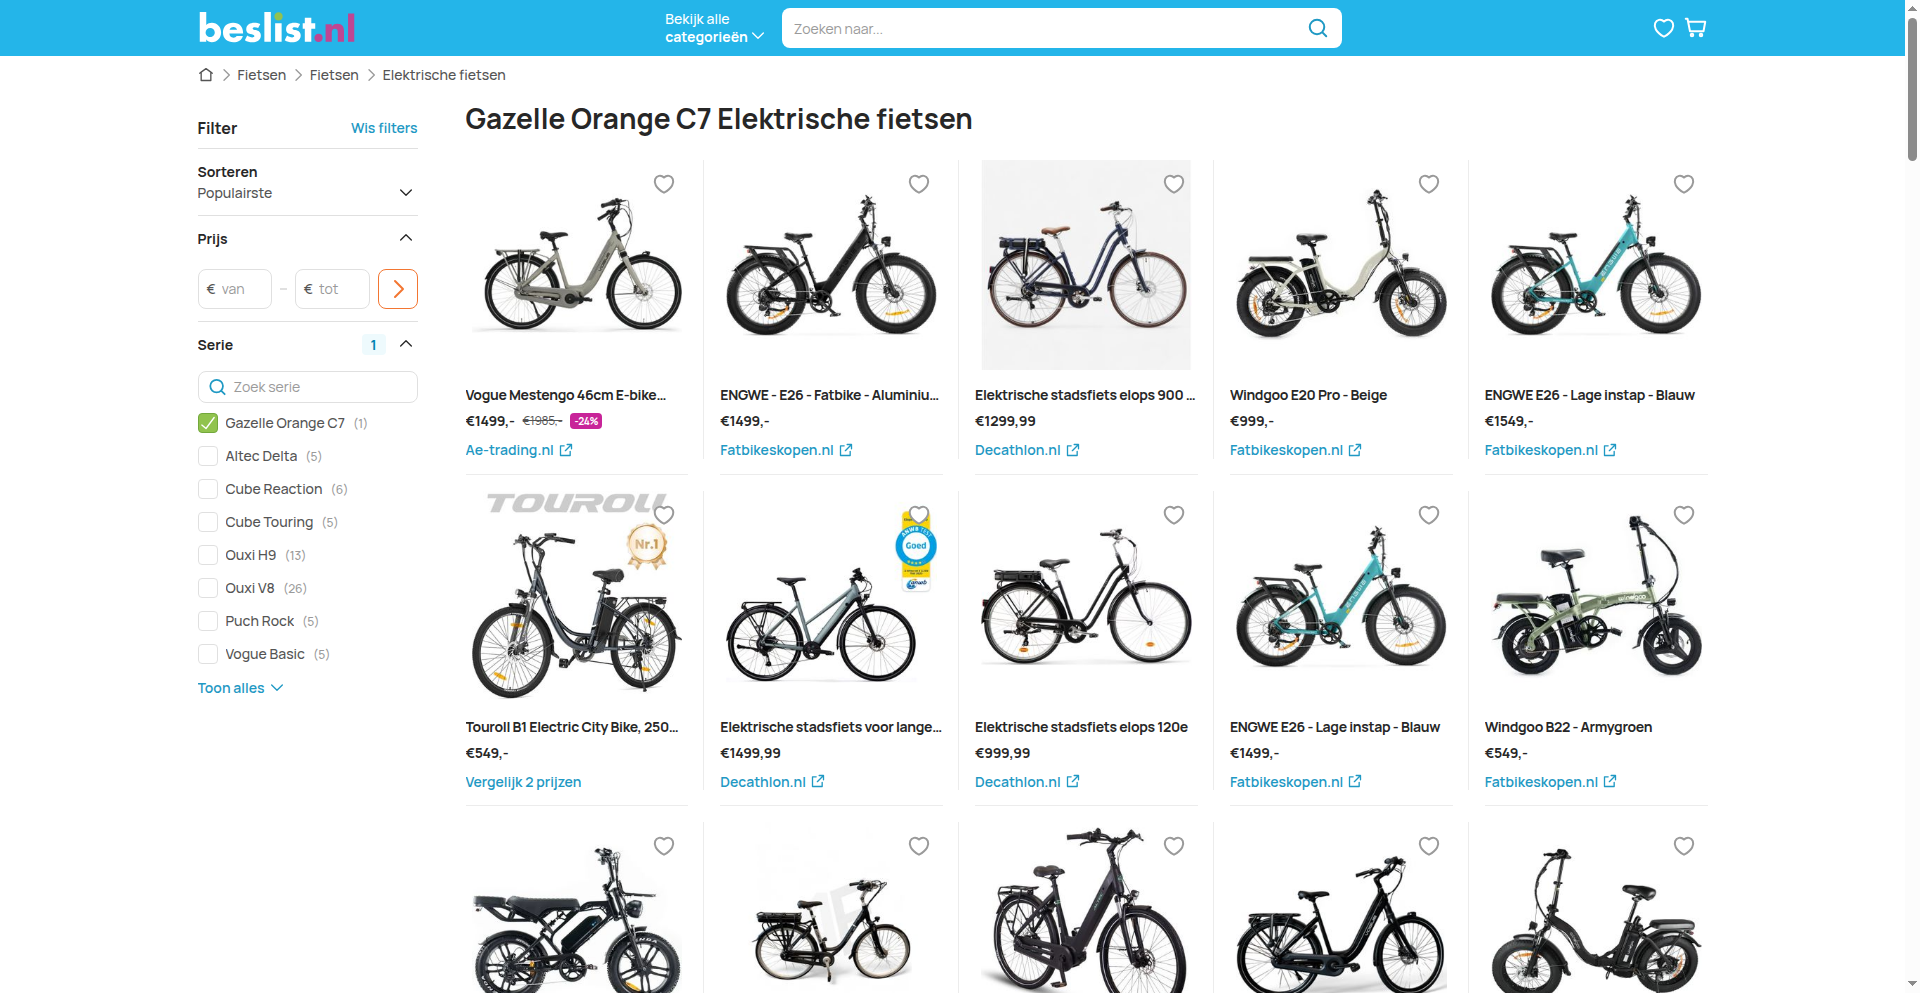 beslist.nl
Bekijk alle
categorieën
Zoeken naar...
Fietsen
Fietsen
Elektrische fietsen
Filter
Wis filters
Sorteren
Populairste
Prijs
€ van
–
€ tot
Serie
1
Zoek serie
Gazelle Orange C7 (1)
Altec Delta (5)
Cube Reaction (6)
Cube Touring (5)
Ouxi H9 (13)
Ouxi V8 (26)
Puch Rock (5)
Vogue Basic (5)
Toon alles
Gazelle Orange C7 Elektrische fietsen
Vogue Mestengo 46cm E-bike...
€1499,- €1985,- -24%
Ae-trading.nl
ENGWE - E26 - Fatbike - Aluminiu...
€1499,-
Fatbikeskopen.nl
Elektrische stadsfiets elops 900 ...
€1299,99
Decathlon.nl
Windgoo E20 Pro - Beige
€999,-
Fatbikeskopen.nl
ENGWE E26 - Lage instap - Blauw
€1549,-
Fatbikeskopen.nl
TOUROLL
Nr.1
Touroll B1 Electric City Bike, 250...
€549,-
Vergelijk 2 prijzen
Goed
Elektrische stadsfiets voor lange...
€1499,99
Decathlon.nl
Elektrische stadsfiets elops 120e
€999,99
Decathlon.nl
ENGWE E26 - Lage instap - Blauw
€1499,-
Fatbikeskopen.nl
Windgoo B22 - Armygroen
€549,-
Fatbikeskopen.nl